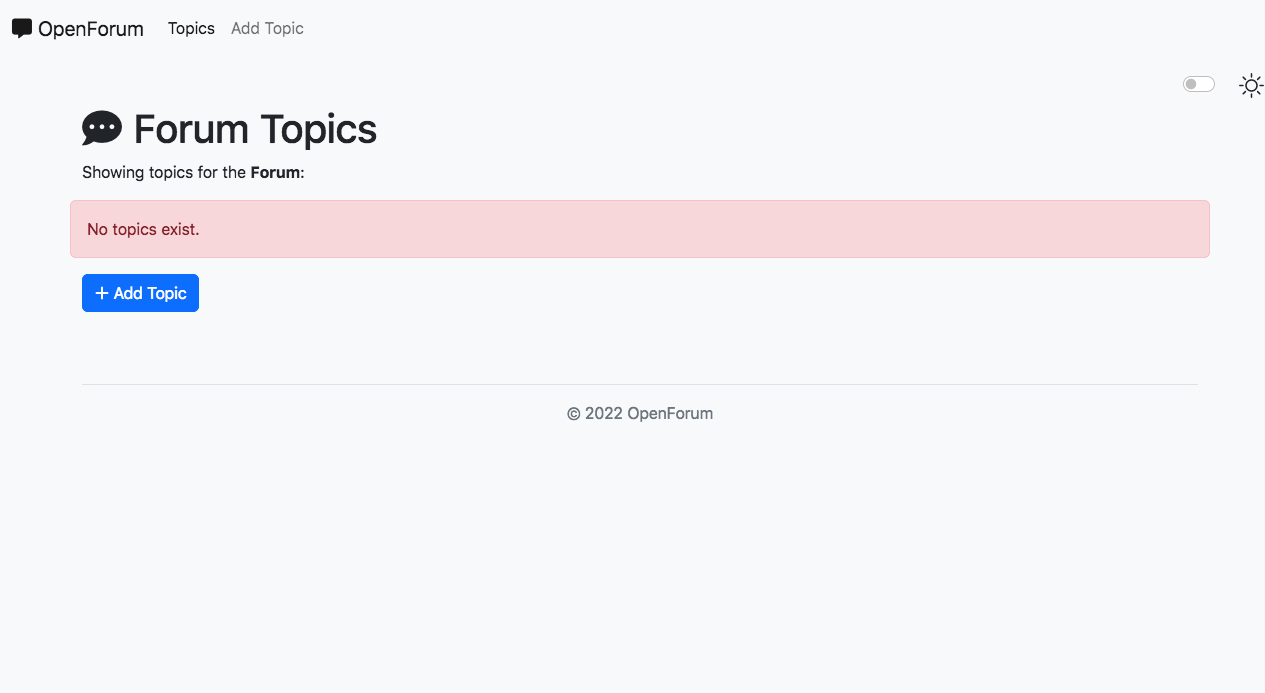 OpenForum Topics Add Topic
Forum Topics
Showing topics for the Forum:
No topics exist.
Add Topic
© 2022 OpenForum